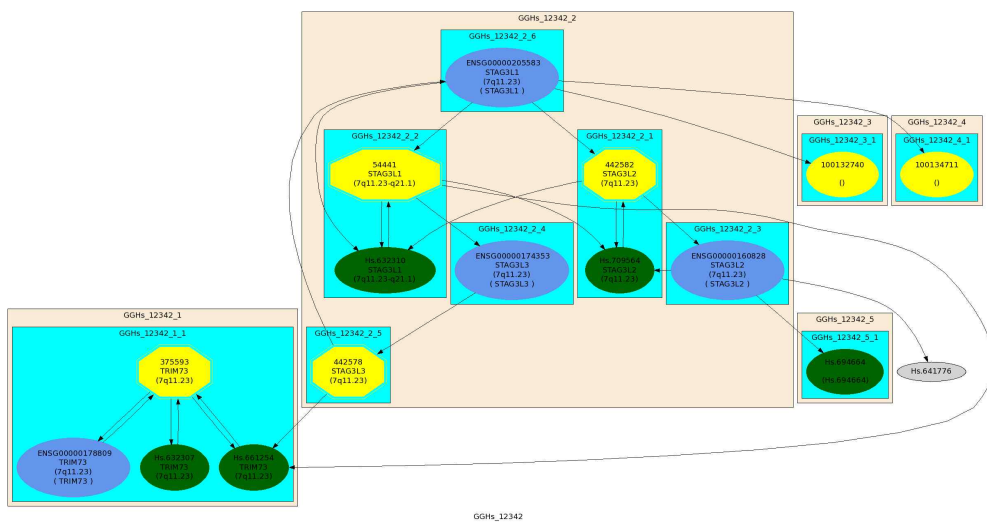 GGHs_12342_2
GGHs_12342_2_6
ENSG00000205583
STAG3L1
(7q11.23)
( STAG3L1 )
GGHs_12342_2_2
54441
STAG3L1
(7q11.23-q21.1)
Hs.632310
STAG3L1
(7q11.23-q21.1)
GGHs_12342_2_1
442582
STAG3L2
(7q11.23)
Hs.709564
STAG3L2
(7q11.23)
GGHs_12342_2_4
ENSG00000174353
STAG3L3
(7q11.23)
( STAG3L3 )
GGHs_12342_2_3
ENSG00000160828
STAG3L2
(7q11.23)
( STAG3L2 )
GGHs_12342_3
GGHs_12342_3_1
100132740
()
GGHs_12342_4
GGHs_12342_4_1
100134711
()
GGHs_12342_2_5
442578
STAG3L3
(7q11.23)
GGHs_12342_5
GGHs_12342_5_1
Hs.694664
(Hs.694664)
Hs.641776
GGHs_12342_1
GGHs_12342_1_1
375593
TRIM73
(7q11.23)
ENSG00000178809
TRIM73
(7q11.23)
( TRIM73 )
Hs.632307
TRIM73
(7q11.23)
Hs.661254
TRIM73
(7q11.23)
GGHs_12342